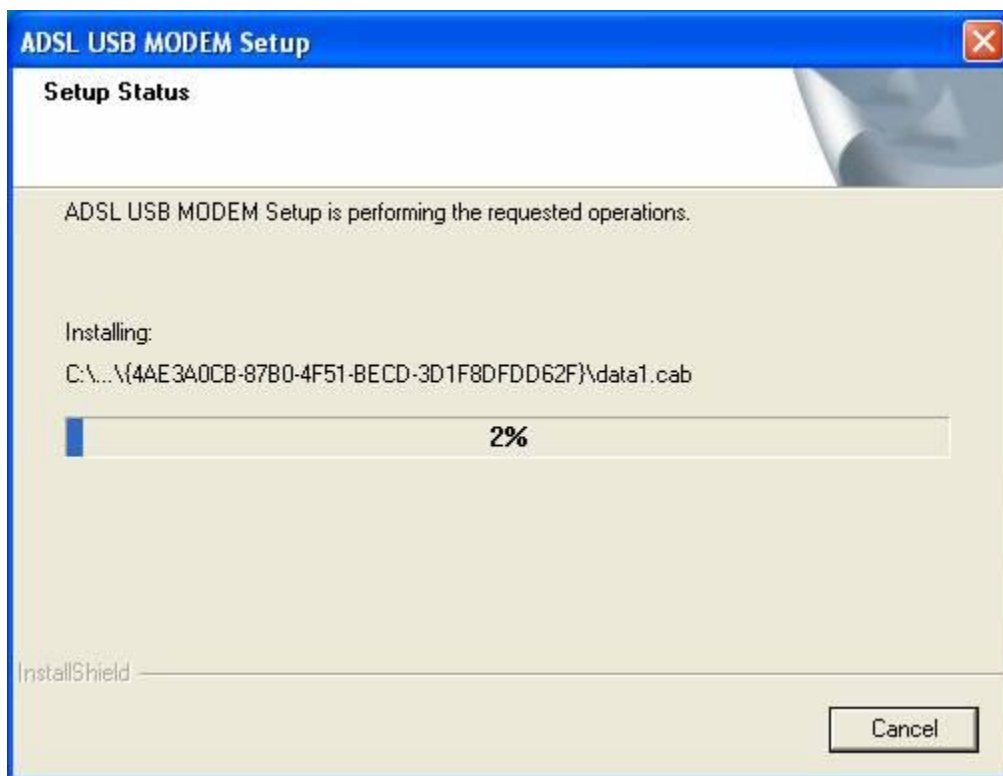 ADSL USB MODEM Setup
Setup Status
ADSL USB MODEM Setup is performing the requested operations.
Installing:
C:\...\{4AE3A0CB-87B0-4F51-BECD-3D1F8DFDD62F}\data1.cab
2%
InstallShield
Cancel